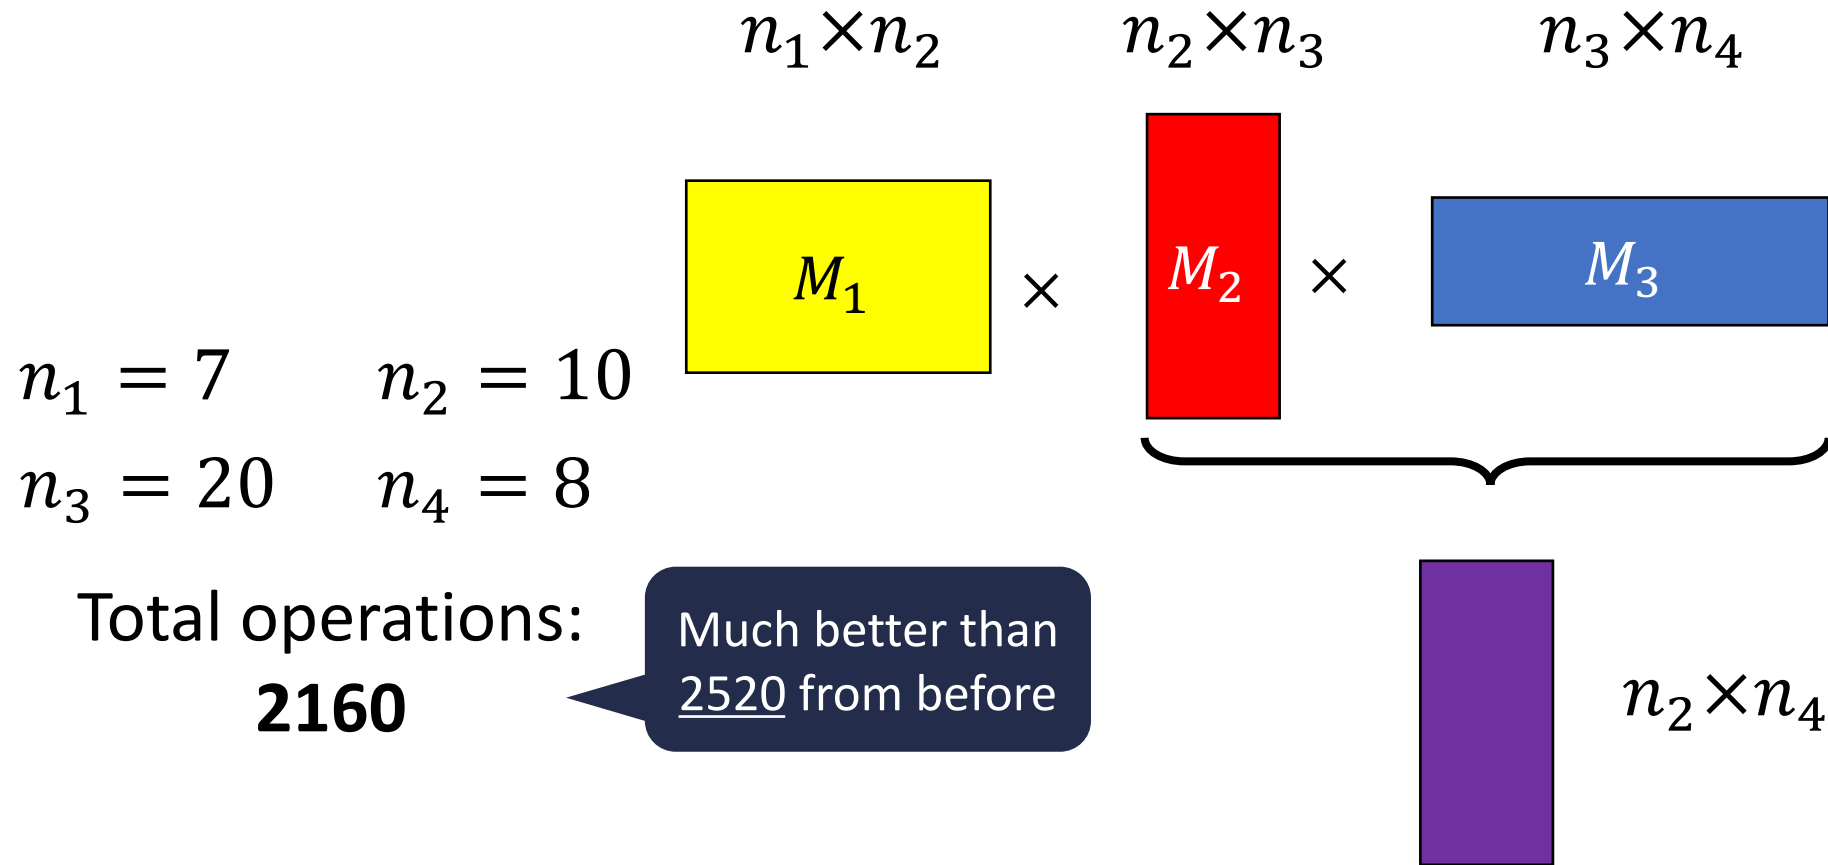 n₁×n₂ n₂×n₃ n₃×n₄
M₁ × M₂ × M₃
n₁ = 7 n₂ = 10
n₃ = 20 n₄ = 8
Total operations:
2160
Much better than
2520 from before
n₂×n₄